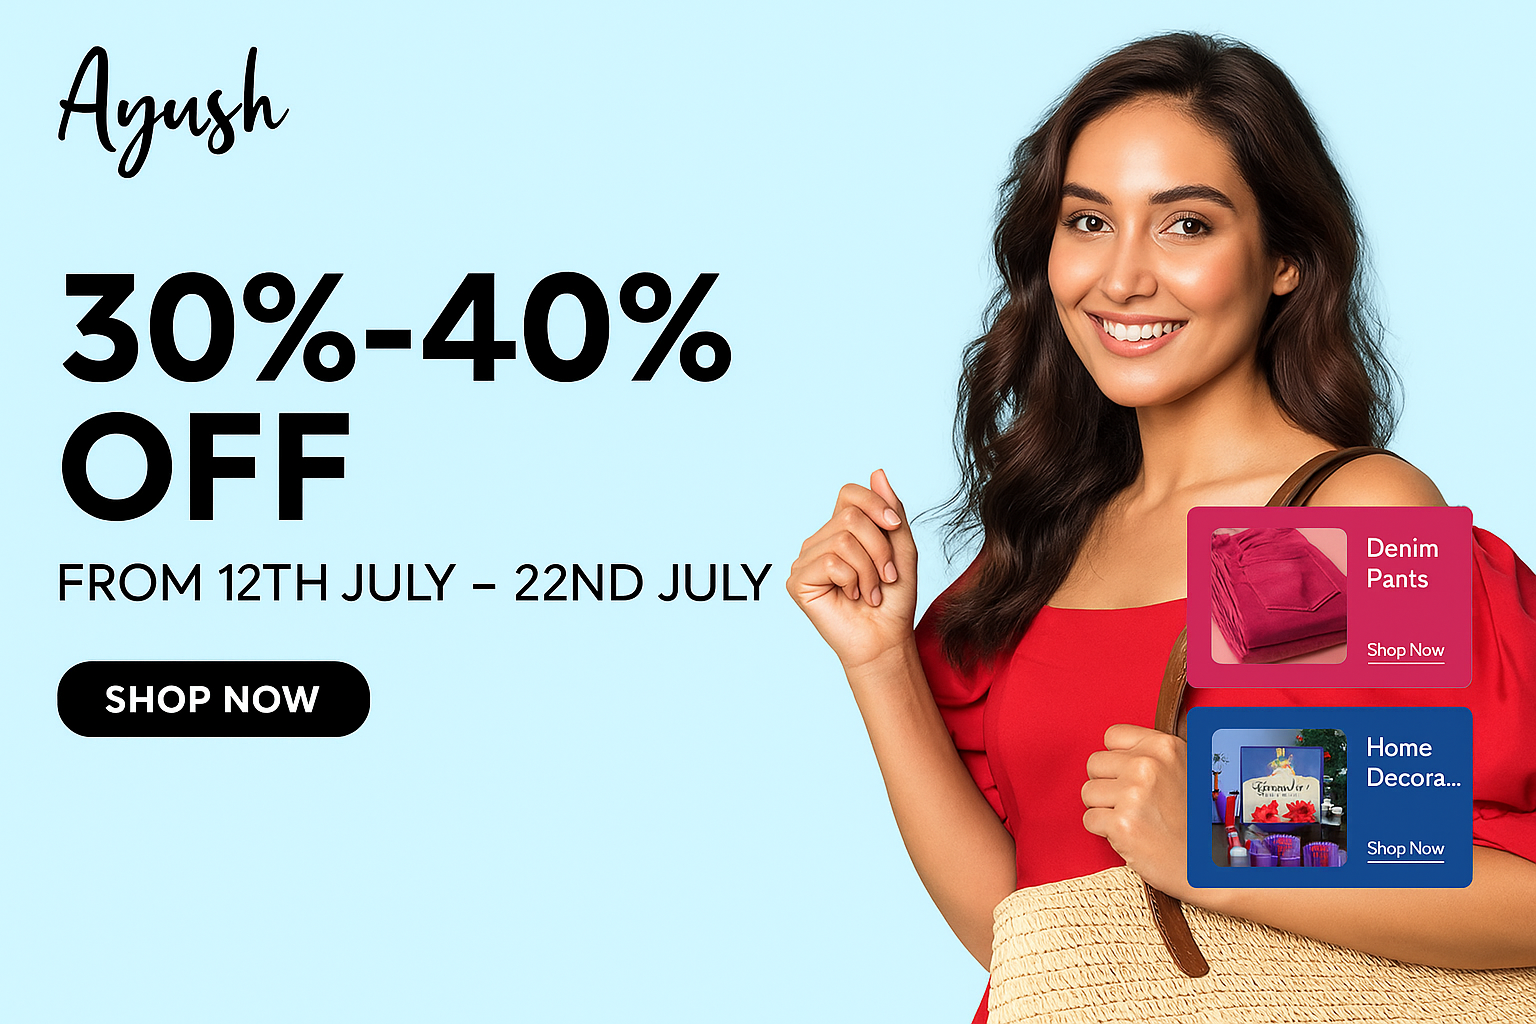 Ayush
30%-40%
OFF
FROM 12TH JULY – 22ND JULY
SHOP NOW
Denim
Pants
Shop Now
Home
Decora...
Shop Now